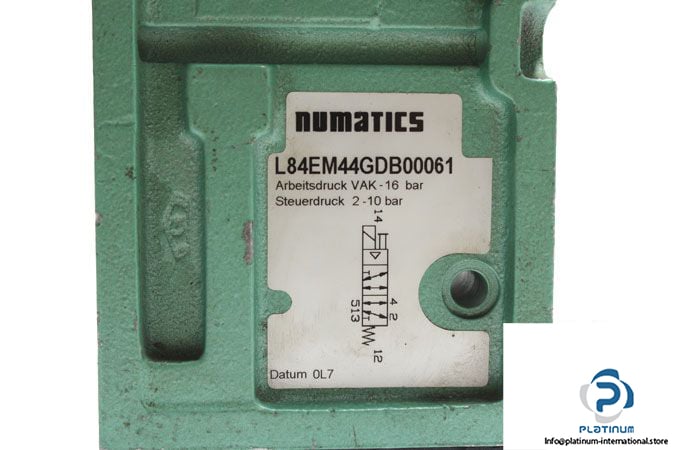 numatics
L84EM44GDB00061
Arbeitsdruck VAK-16 bar
Steuerdruck 2-10 bar
14
4 2
513
12
Datum 0L7
PLATINUM
Info@platinum-international.store